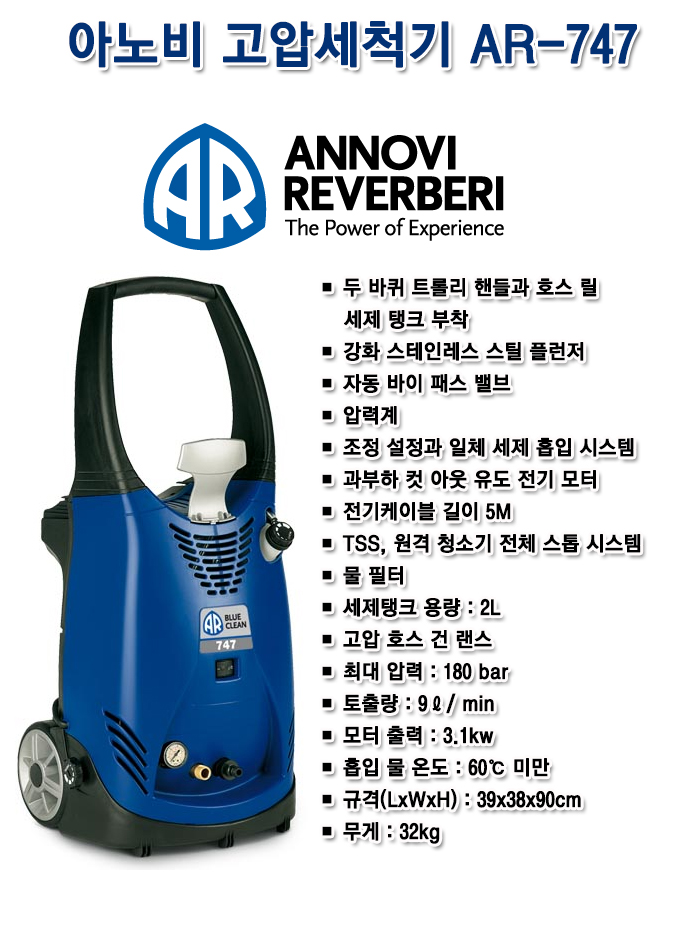 아노비 고압세척기 AR-747
AR
ANNOVI
REVERBERI
The Power of Experience
▪ 두 바퀴 트롤리 핸들과 호스 릴
세제 탱크 부착
▪ 강화 스테인레스 스틸 플런저
▪ 자동 바이 패스 밸브
▪ 압력계
▪ 조정 설정과 일체 세제 흡입 시스템
▪ 과부하 컷 아웃 유도 전기 모터
▪ 전기케이블 길이 5M
▪ TSS, 원격 청소기 전체 스톱 시스템
▪ 물 필터
▪ 세제탱크 용량 : 2L
▪ 고압 호스 건 랜스
▪ 최대 압력 : 180 bar
▪ 토출량 : 9ℓ/ min
▪ 모터 출력 : 3.1kw
▪ 흡입 물 온도 : 60℃ 미만
▪ 규격(LxWxH) : 39x38x90cm
▪ 무게 : 32kg
AR BLUE
CLEAN
747